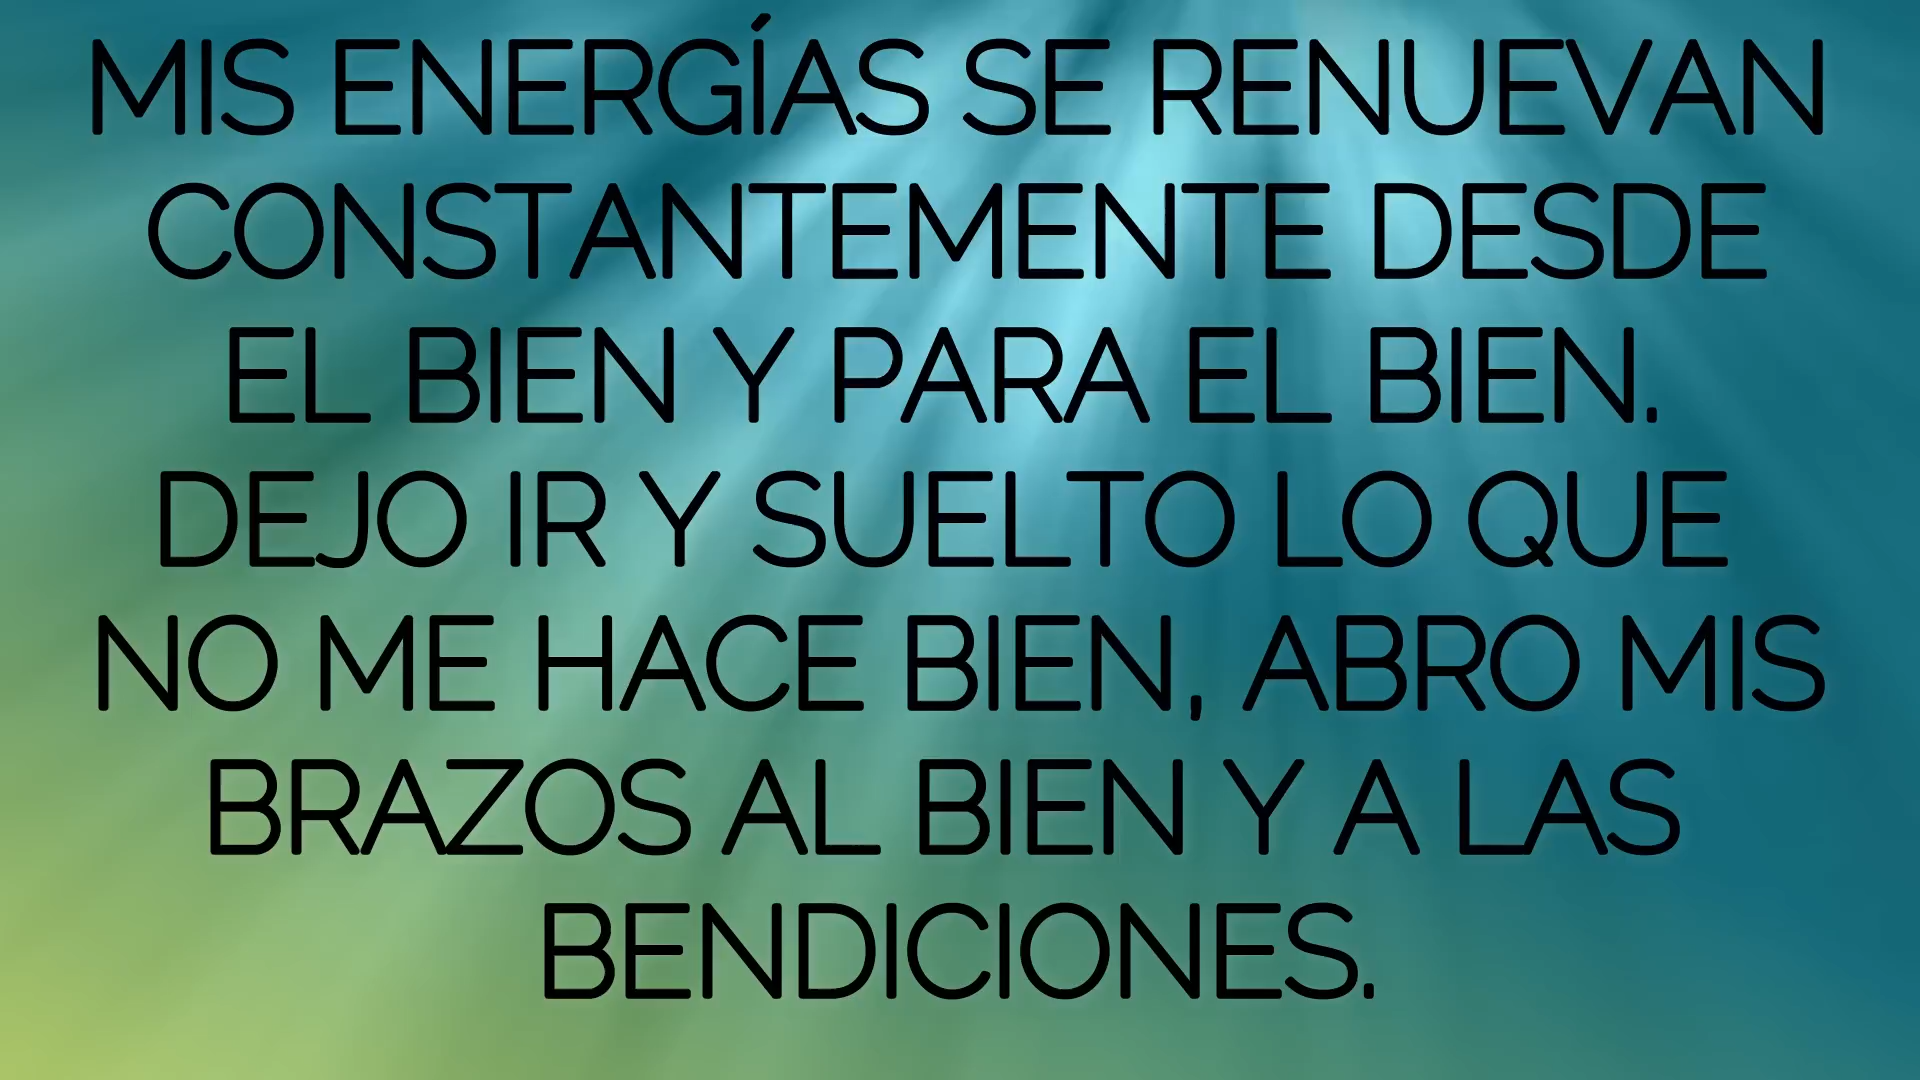 MIS ENERGÍAS SE RENUEVAN
CONSTANTEMENTE DESDE
EL BIEN Y PARA EL BIEN.
DEJO IR Y SUELTO LO QUE
NO ME HACE BIEN, ABRO MIS
BRAZOS AL BIEN Y A LAS
BENDICIONES.